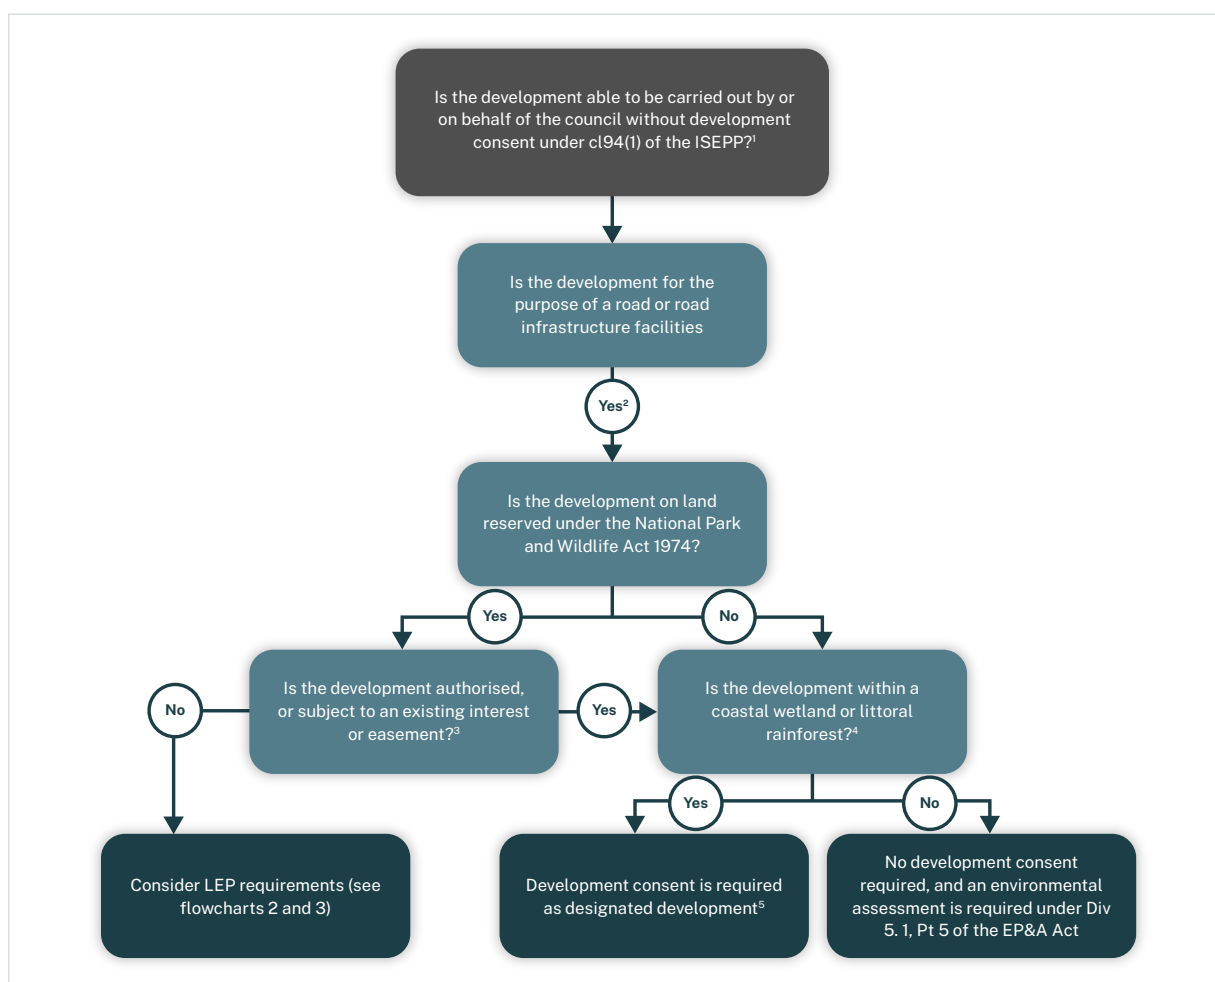 Is the development able to be carried out by or
on behalf of the council without development
consent under cl94(1) of the ISEPP?¹
Is the development for the
purpose of a road or road
infrastructure facilities
Yes²
Is the development on land
reserved under the National Park
and Wildlife Act 1974?
Yes
No
Is the development authorised,
or subject to an existing interest
or easement?³
No
Yes
Is the development within a
coastal wetland or littoral
rainforest?⁴
Yes
No
Consider LEP requirements (see
flowcharts 2 and 3)
Development consent is required
as designated development⁵
No development consent
required, and an environmental
assessment is required under Div
5. 1, Pt 5 of the EP&A Act